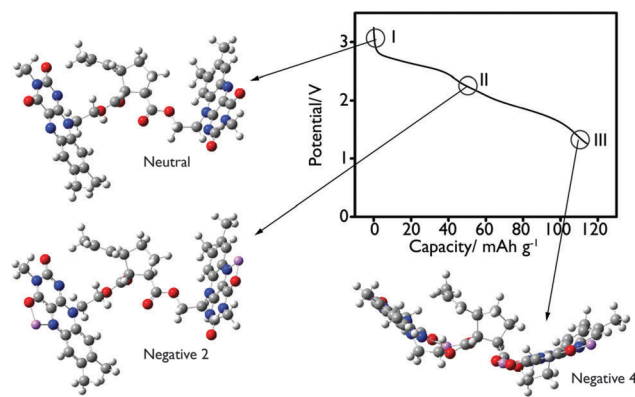 Neutral
Negative 2
Negative 4
Potential/ V
3
2
1
0
I
II
III
0 20 40 60 80 100 120
Capacity/ mAh g⁻¹